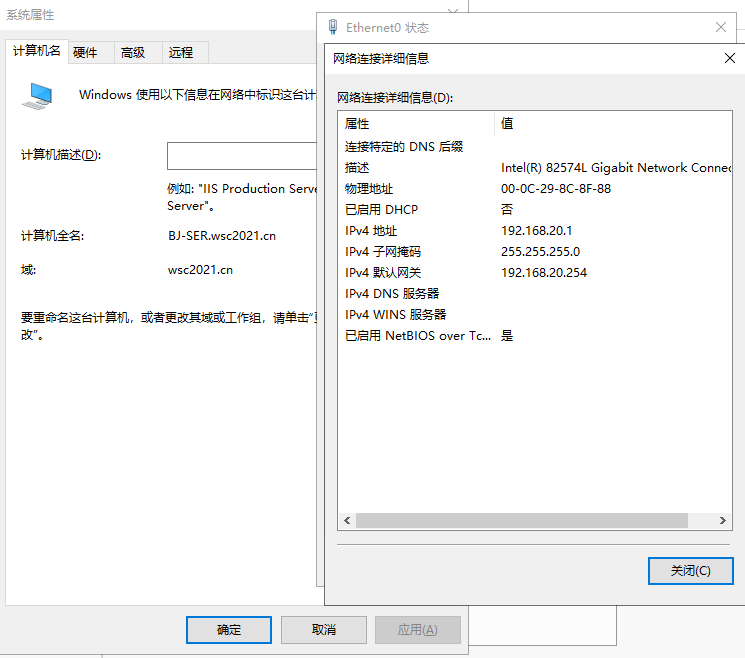 系统属性
计算机名
硬件
高级
远程
Windows 使用以下信息在网络中标识这台计
计算机描述(D):
例如: "IIS Production Serve
Server"。
计算机全名:
BJ-SER.wsc2021.cn
域:
wsc2021.cn
要重命名这台计算机，或者更改其域或工作组，请单击“
改”。
确定
取消
应用(A)
Ethernet0 状态
网络连接详细信息
网络连接详细信息(D):
属性 值
连接特定的 DNS 后缀
描述 Intel(R) 82574L Gigabit Network Connec
物理地址 00-0C-29-8C-8F-88
已启用 DHCP 否
IPv4 地址 192.168.20.1
IPv4 子网掩码 255.255.255.0
IPv4 默认网关 192.168.20.254
IPv4 DNS 服务器
IPv4 WINS 服务器
已启用 NetBIOS over Tc... 是
关闭(C)